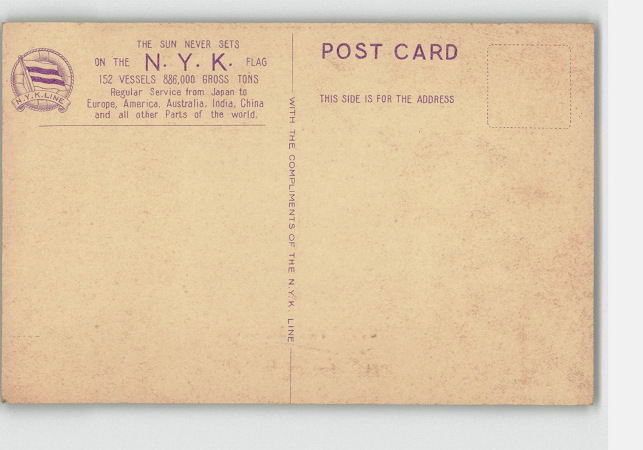 THE SUN NEVER SETS
ON THE N.Y.K. FLAG
152 VESSELS 886,000 GROSS TONS
Regular Service from Japan to
Europe, America, Australia, India, China
and all other Parts of the world.
N.Y.K.LINE
WITH THE COMPLIMENTS OF THE N.Y.K. LINE
POST CARD
THIS SIDE IS FOR THE ADDRESS